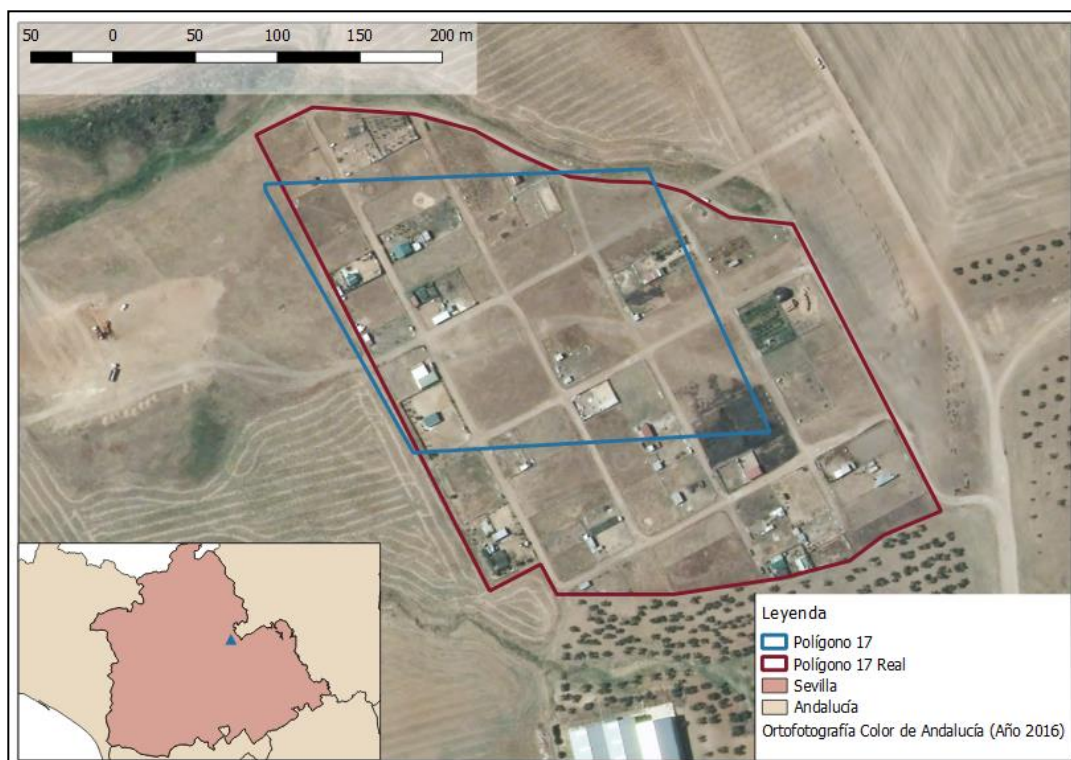 50 0 50 100 150 200 m
Leyenda
Polígono 17
Polígono 17 Real
Sevilla
Andalucía
Ortofotografía Color de Andalucía (Año 2016)